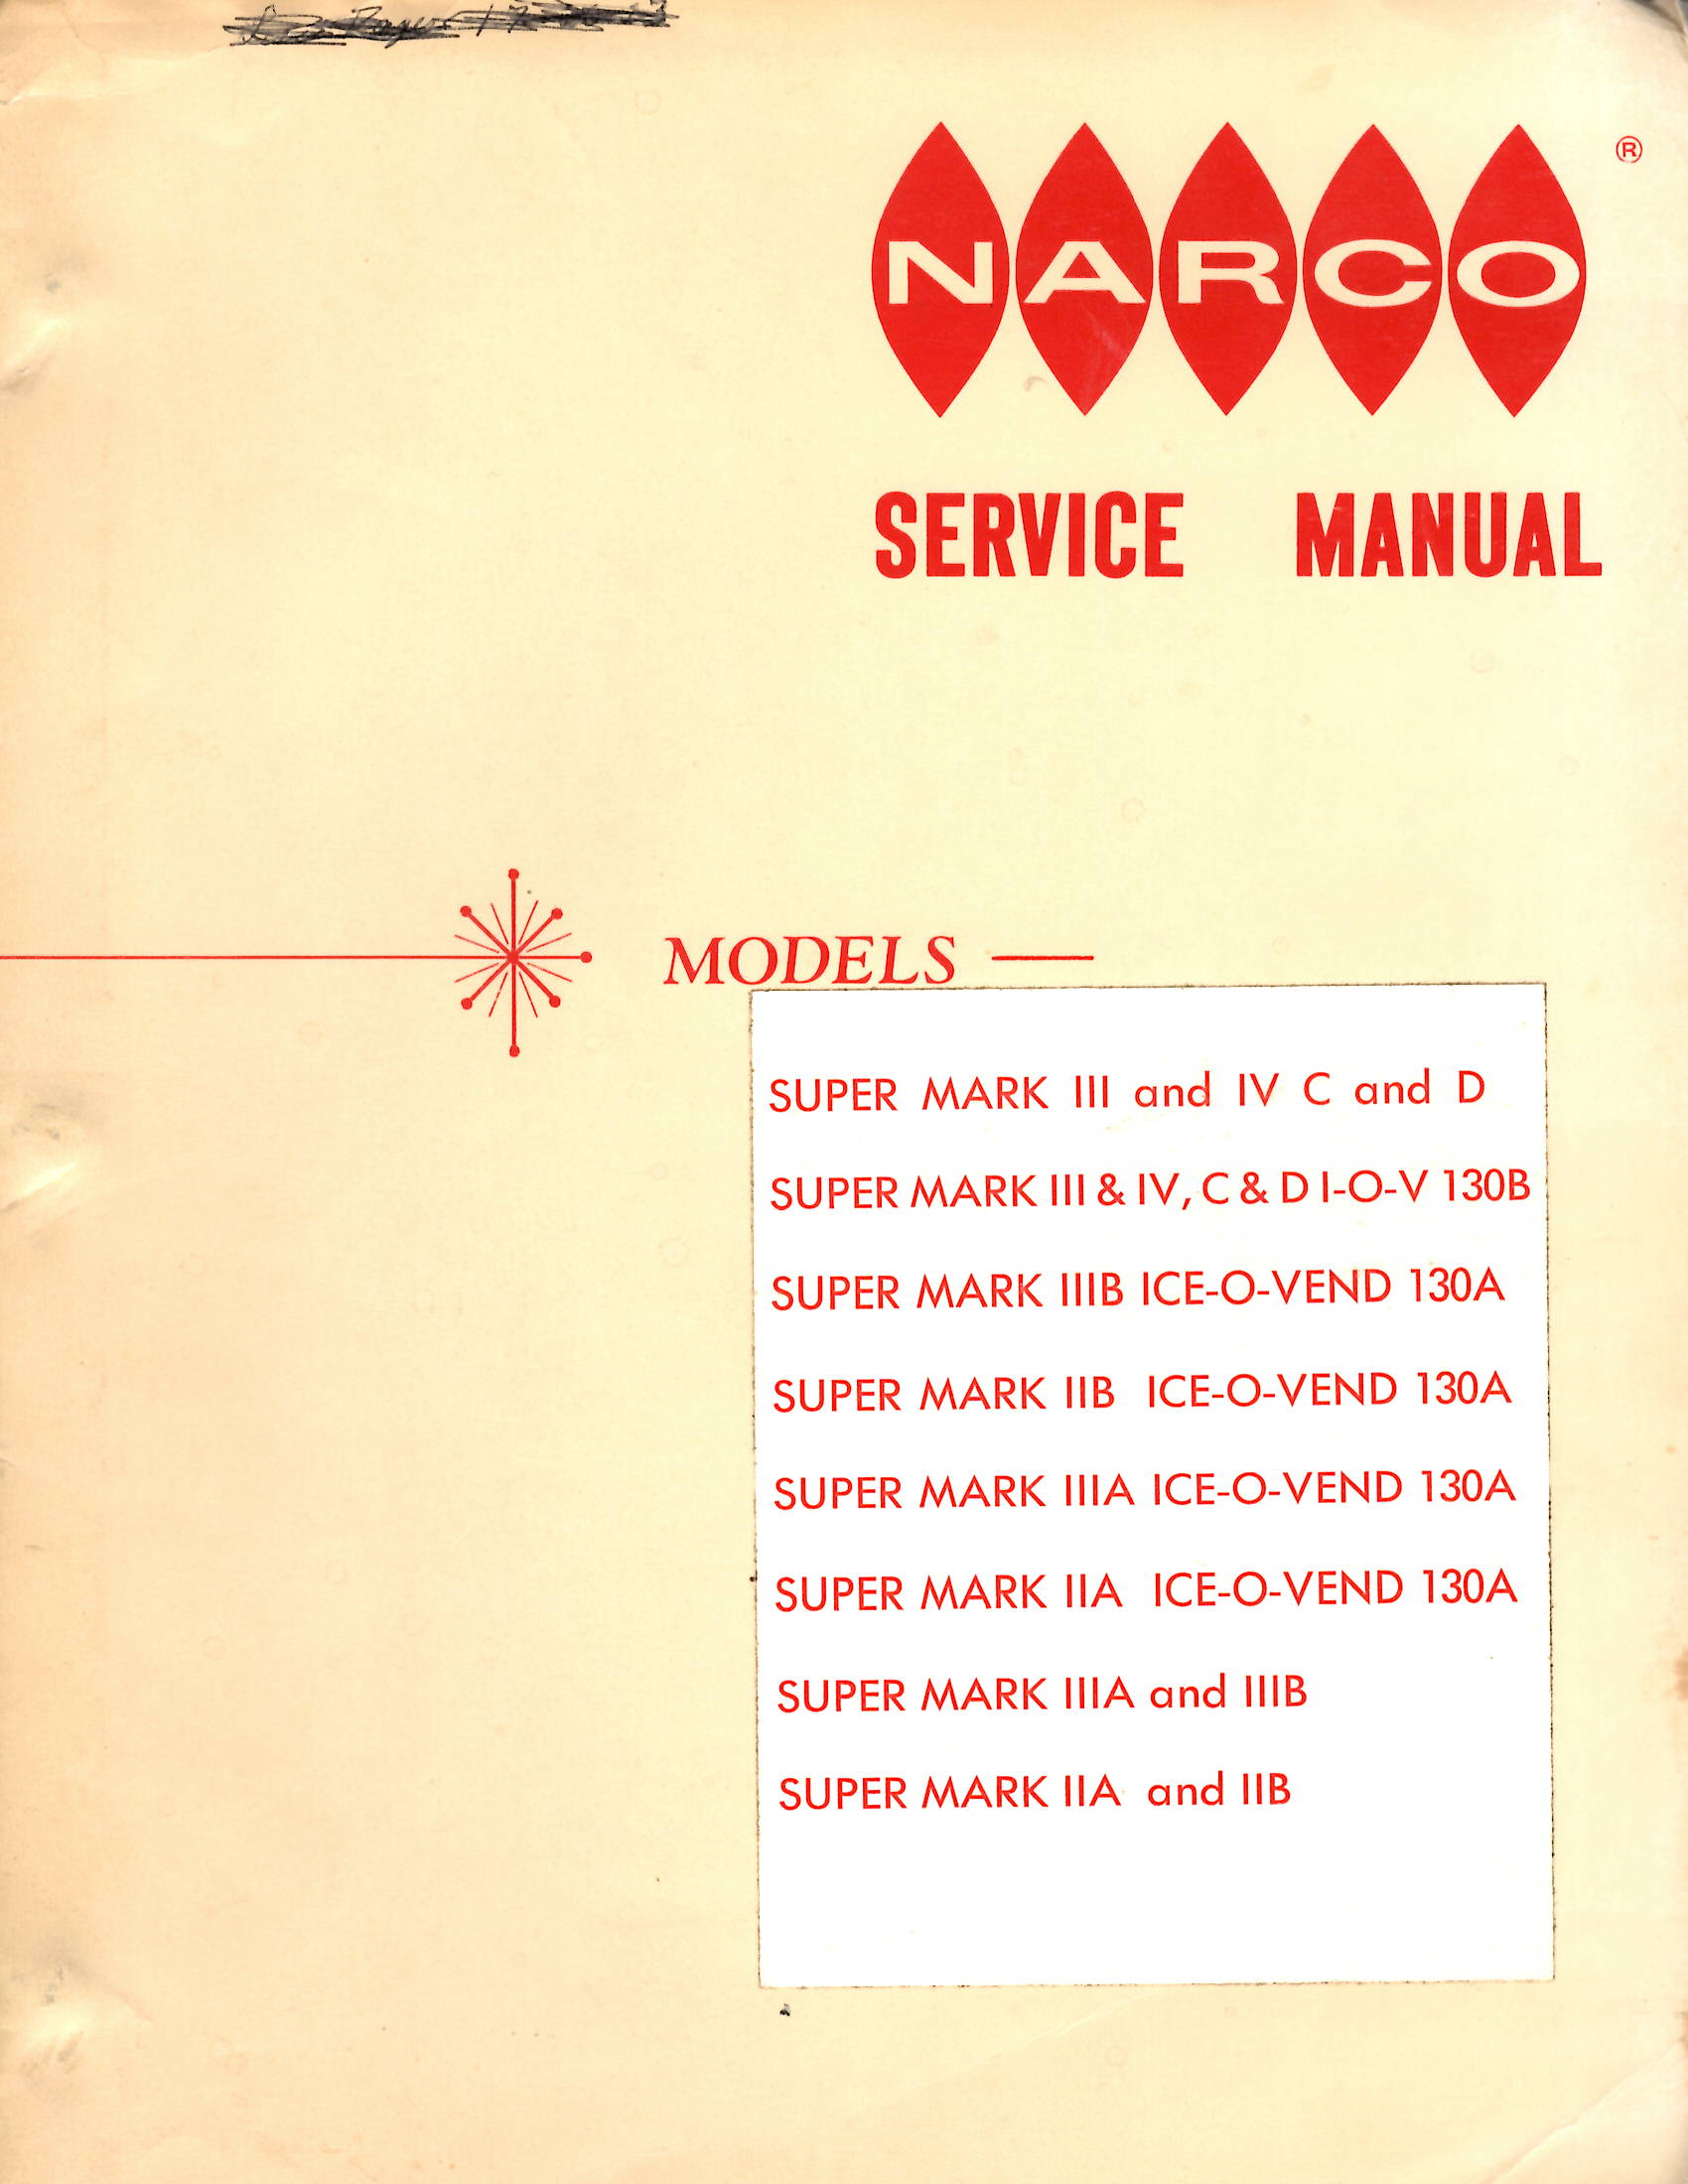 NARCO ®
SERVICE MANUAL
MODELS —
SUPER MARK III and IV C and D
SUPER MARK III & IV, C & D I-O-V 130B
SUPER MARK IIIB ICE-O-VEND 130A
SUPER MARK IIB ICE-O-VEND 130A
SUPER MARK IIIA ICE-O-VEND 130A
SUPER MARK IIA ICE-O-VEND 130A
SUPER MARK IIIA and IIIB
SUPER MARK IIA and IIB